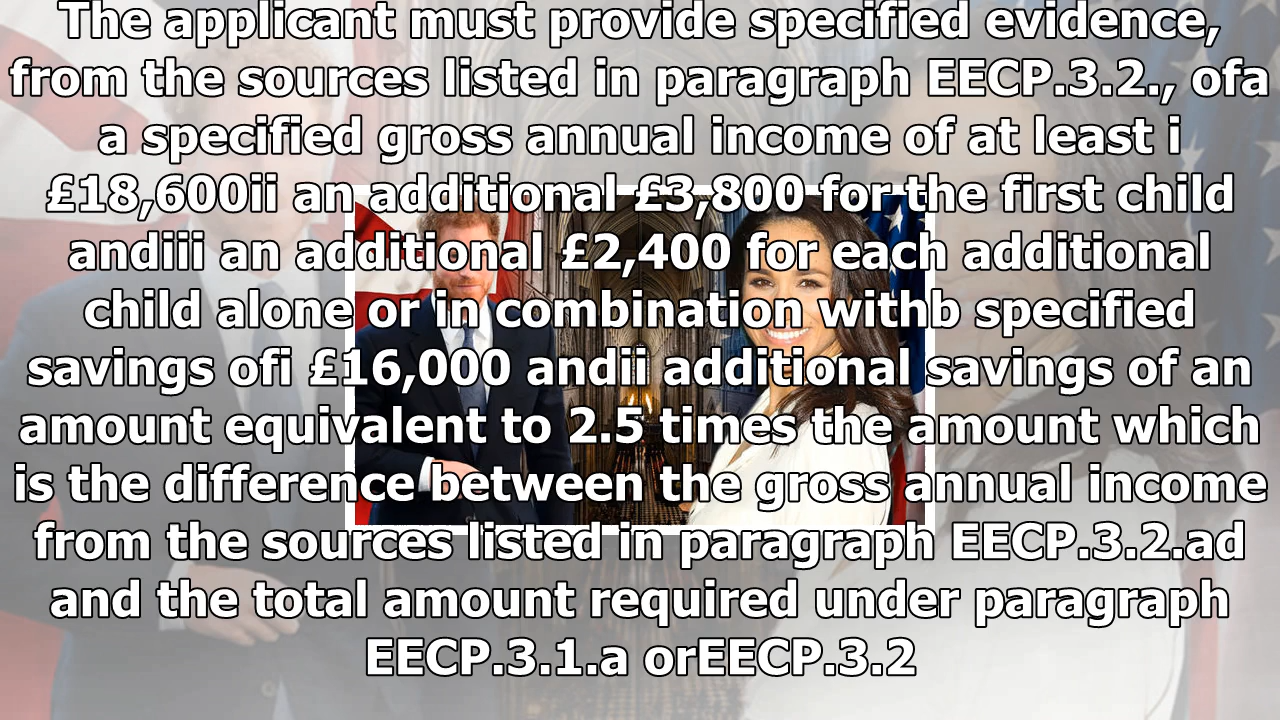 The applicant must provide specified evidence,
from the sources listed in paragraph EECP.3.2., ofa
a specified gross annual income of at least i
£18,600ii an additional £3,800 for the first child
andiii an additional £2,400 for each additional
child alone or in combination withb specified
savings ofi £16,000 andii additional savings of an
amount equivalent to 2.5 times the amount which
is the difference between the gross annual income
from the sources listed in paragraph EECP.3.2.ad
and the total amount required under paragraph
EECP.3.1.a orEECP.3.2